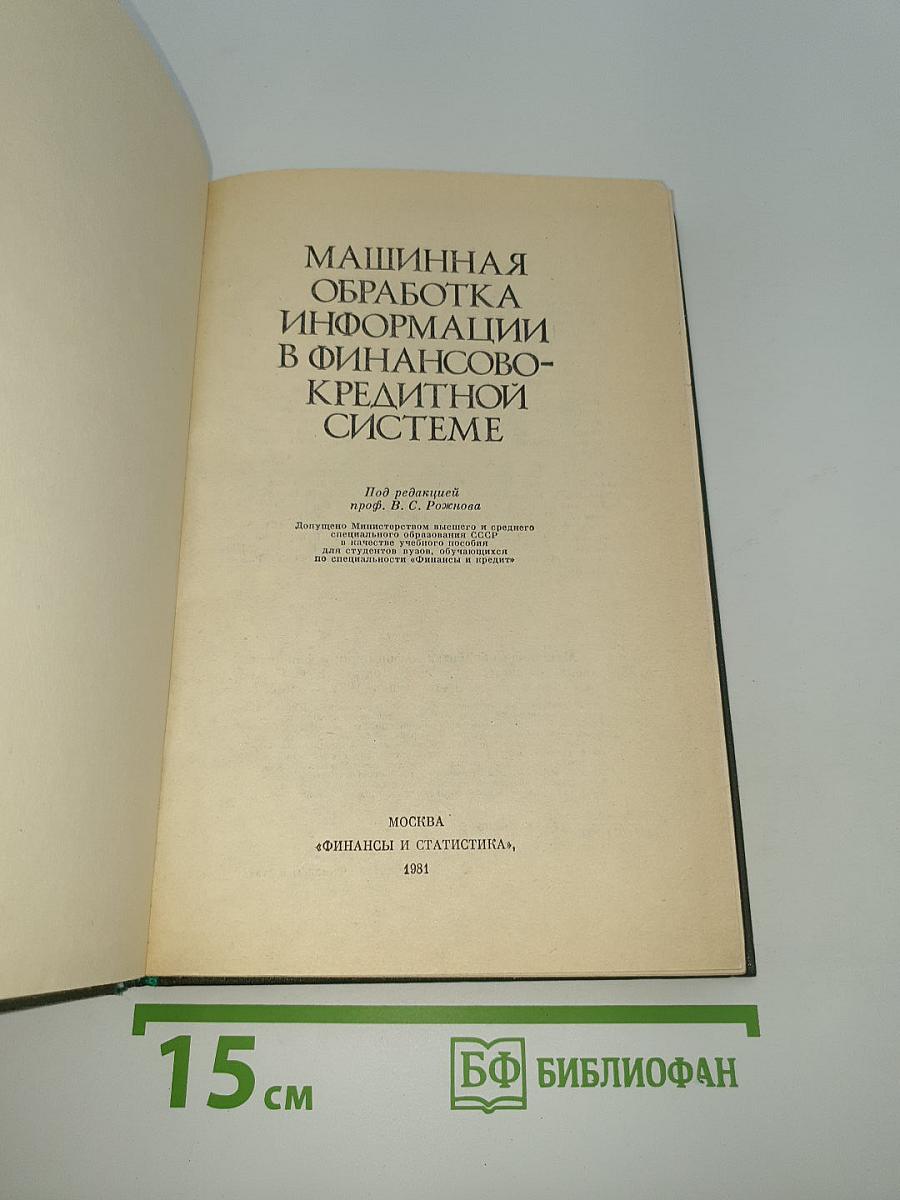 МАШИННАЯ
ОБРАБОТКА
ИНФОРМАЦИИ
В ФИНАНСОВО-
КРЕДИТНОЙ
СИСТЕМЕ
Под редакцией
проф. В. С. Рожнова
Допущено Министерством высшего и среднего
специального образования СССР
в качестве учебного пособия
для студентов вузов, обучающихся
по специальности «Финансы и кредит»
МОСКВА
«ФИНАНСЫ И СТАТИСТИКА»,
1981
15 см
БФ БИБЛИОФАН